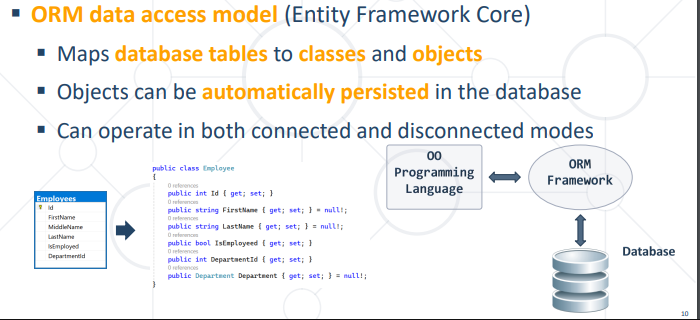 ORM data access model (Entity Framework Core)
Maps database tables to classes and objects
Objects can be automatically persisted in the database
Can operate in both connected and disconnected modes
Employees
Id
FirstName
MiddleName
LastName
IsEmployed
DepartmentId
public class Employee
{
0 references
public int Id { get; set; }
0 references
public string FirstName { get; set; } = null!;
0 references
public string LastName { get; set; } = null!;
0 references
public bool IsEmployeed { get; set; }
0 references
public int DepartmentId { get; set; }
0 references
public Department Department { get; set; } = null!;
}
OO
Programming
Language
ORM
Framework
Database
10